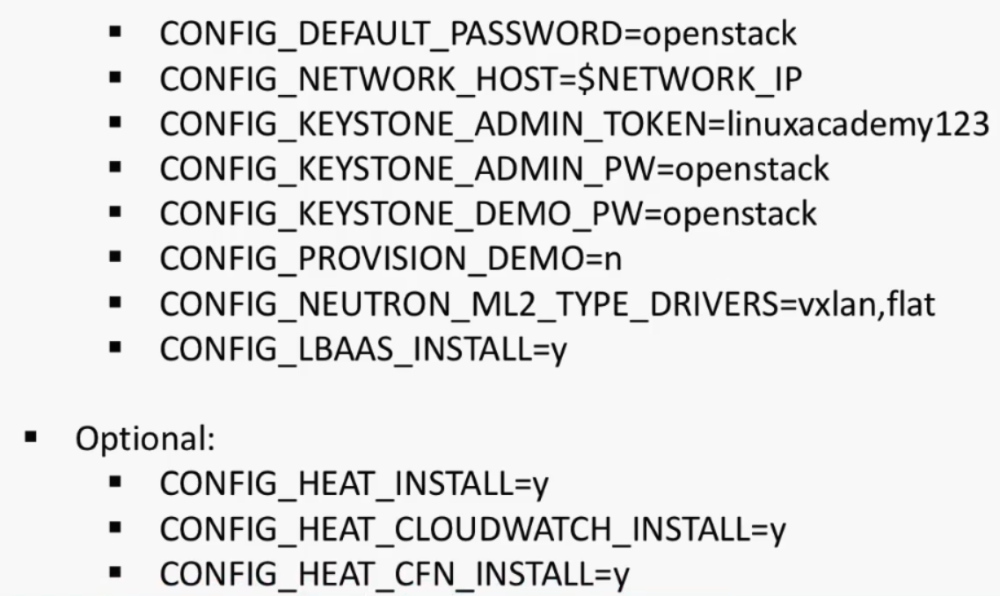 ▪ CONFIG_DEFAULT_PASSWORD=openstack
▪ CONFIG_NETWORK_HOST=$NETWORK_IP
▪ CONFIG_KEYSTONE_ADMIN_TOKEN=linuxacademy123
▪ CONFIG_KEYSTONE_ADMIN_PW=openstack
▪ CONFIG_KEYSTONE_DEMO_PW=openstack
▪ CONFIG_PROVISION_DEMO=n
▪ CONFIG_NEUTRON_ML2_TYPE_DRIVERS=vxlan,flat
▪ CONFIG_LBAAS_INSTALL=y
▪ Optional:
▪ CONFIG_HEAT_INSTALL=y
▪ CONFIG_HEAT_CLOUDWATCH_INSTALL=y
▪ CONFIG_HEAT_CFN_INSTALL=y